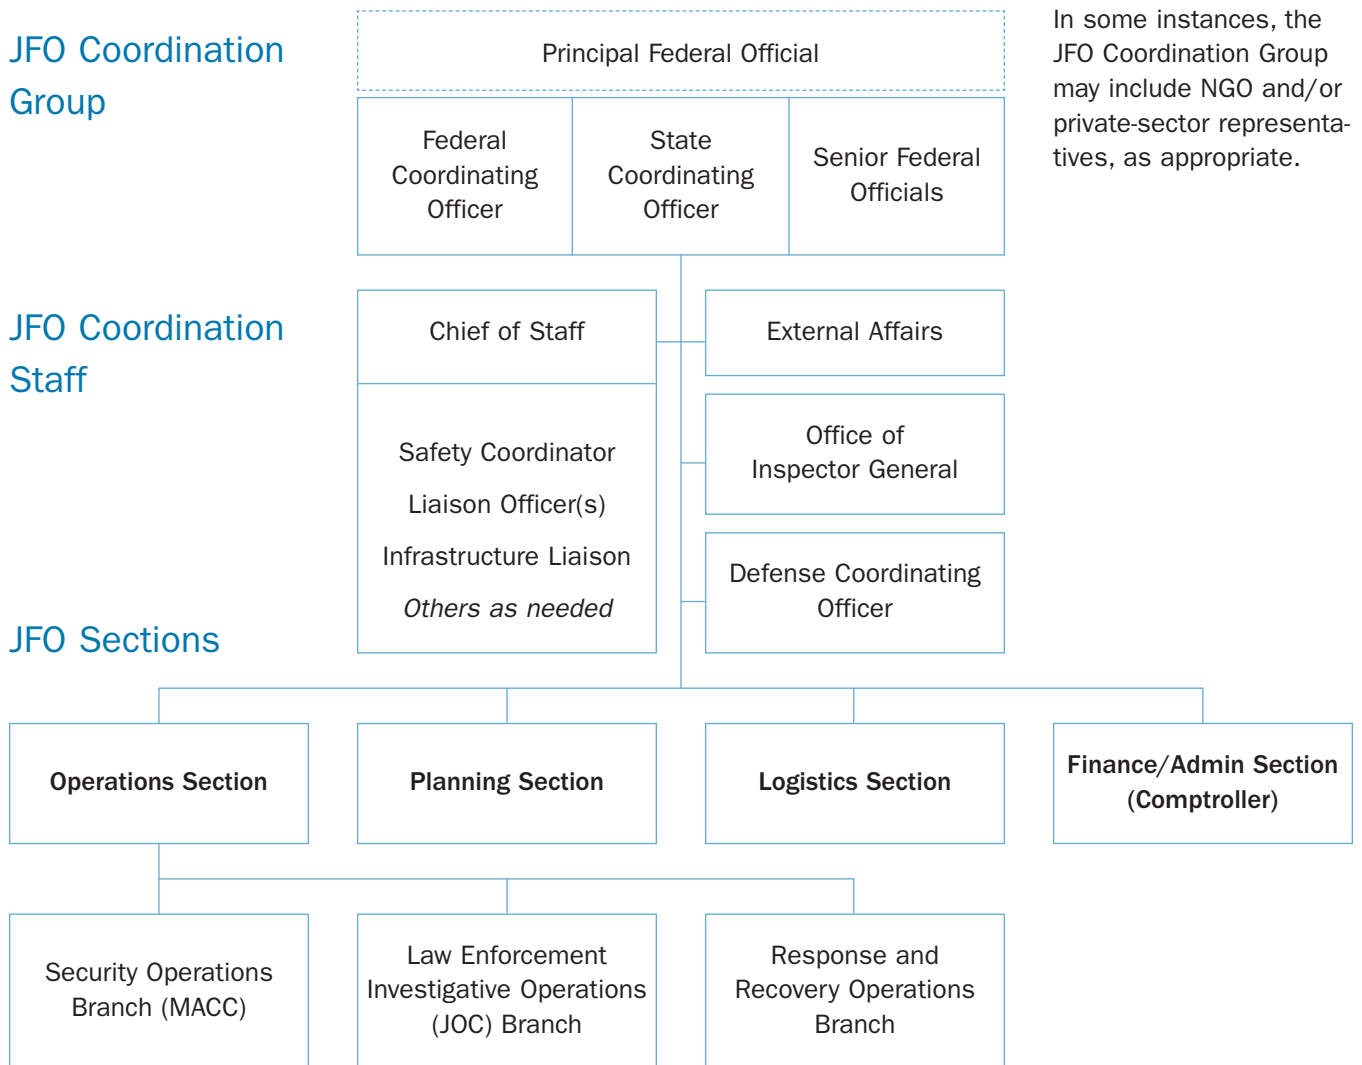 JFO Coordination
Group
Principal Federal Official
In some instances, the
JFO Coordination Group
may include NGO and/or
private-sector representa-
tives, as appropriate.
Federal
Coordinating
Officer
State
Coordinating
Officer
Senior Federal
Officials
JFO Coordination
Staff
Chief of Staff
Safety Coordinator
Liaison Officer(s)
Infrastructure Liaison
Others as needed
External Affairs
Office of
Inspector General
Defense Coordinating
Officer
JFO Sections
Operations Section
Planning Section
Logistics Section
Finance/Admin Section
(Comptroller)
Security Operations
Branch (MACC)
Law Enforcement
Investigative Operations
(JOC) Branch
Response and
Recovery Operations
Branch